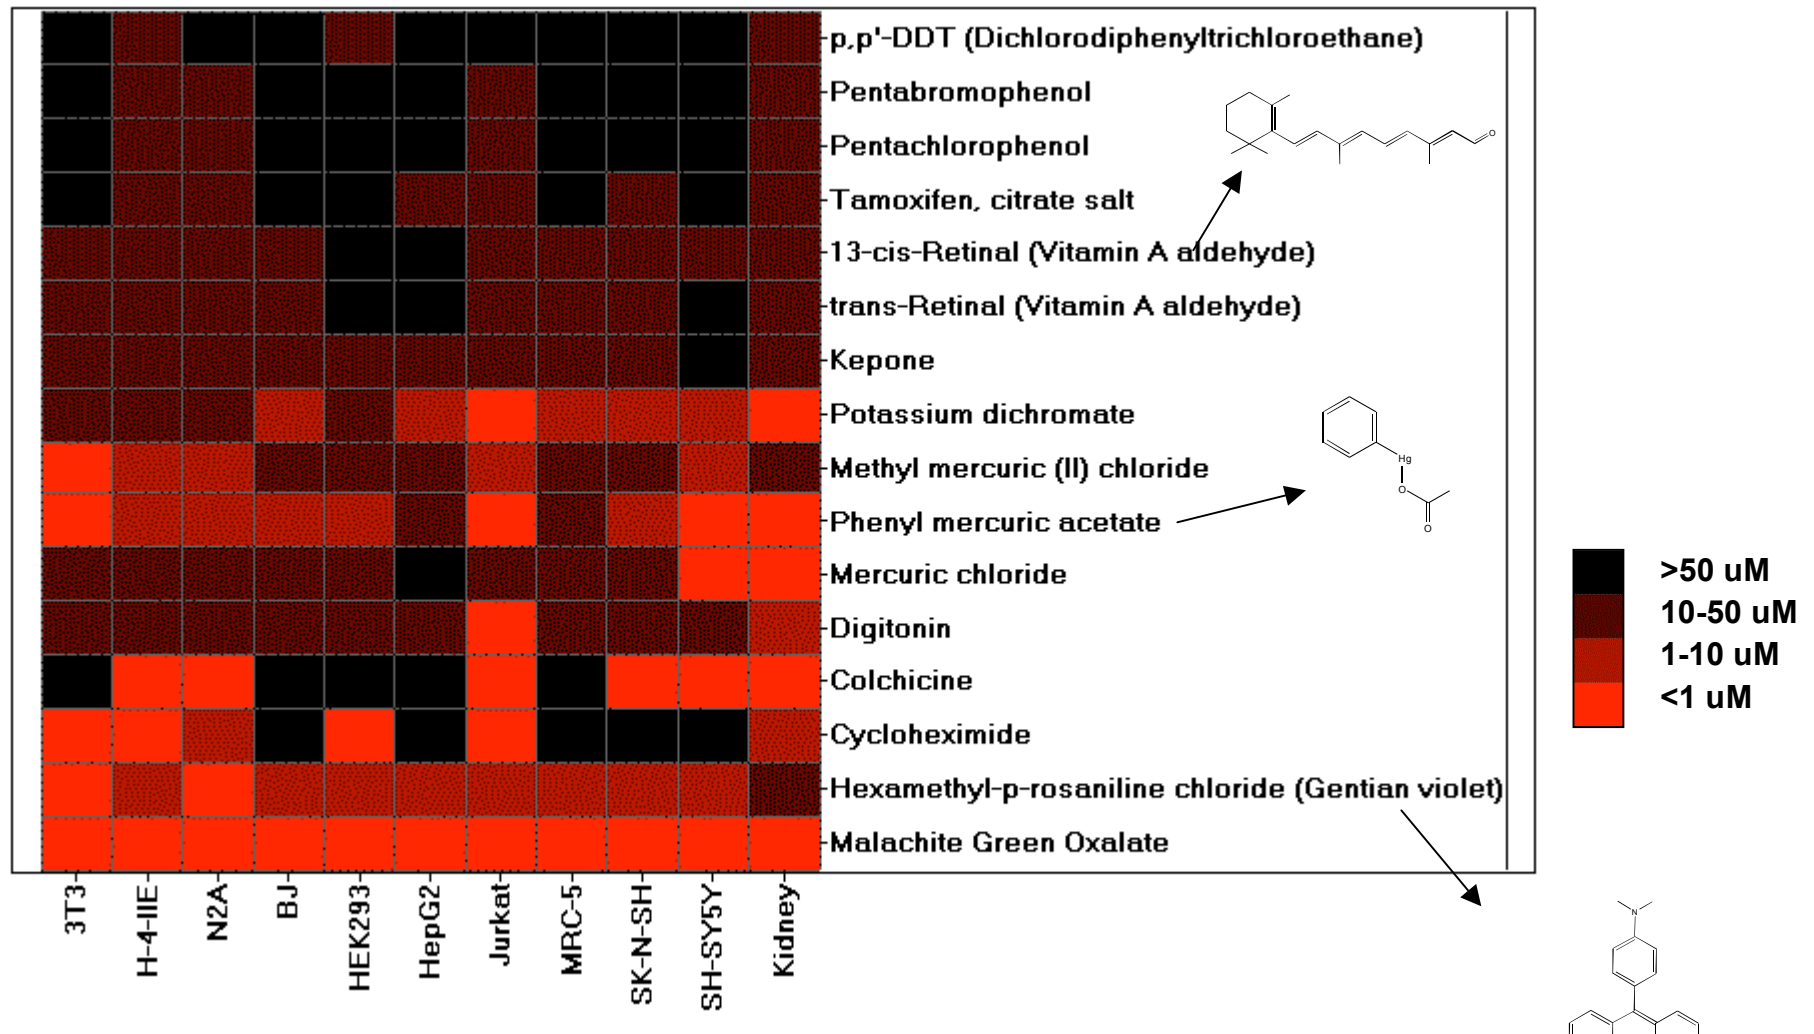 p,p'-DDT (Dichlorodiphenyltrichloroethane)
Pentabromophenol
Pentachlorophenol
Tamoxifen, citrate salt
13-cis-Retinal (Vitamin A aldehyde)
trans-Retinal (Vitamin A aldehyde)
Kepone
Potassium dichromate
Methyl mercuric (II) chloride
Phenyl mercuric acetate
Mercuric chloride
Digitonin
Colchicine
Cycloheximide
Hexamethyl-p-rosaniline chloride (Gentian violet)
Malachite Green Oxalate
3T3
H-4-IIE
N2A
BJ
HEK293
HepG2
Jurkat
MRC-5
SK-N-SH
SH-SY5Y
Kidney
O
Hg
O
O
>50 uM
10-50 uM
1-10 uM
<1 uM
N